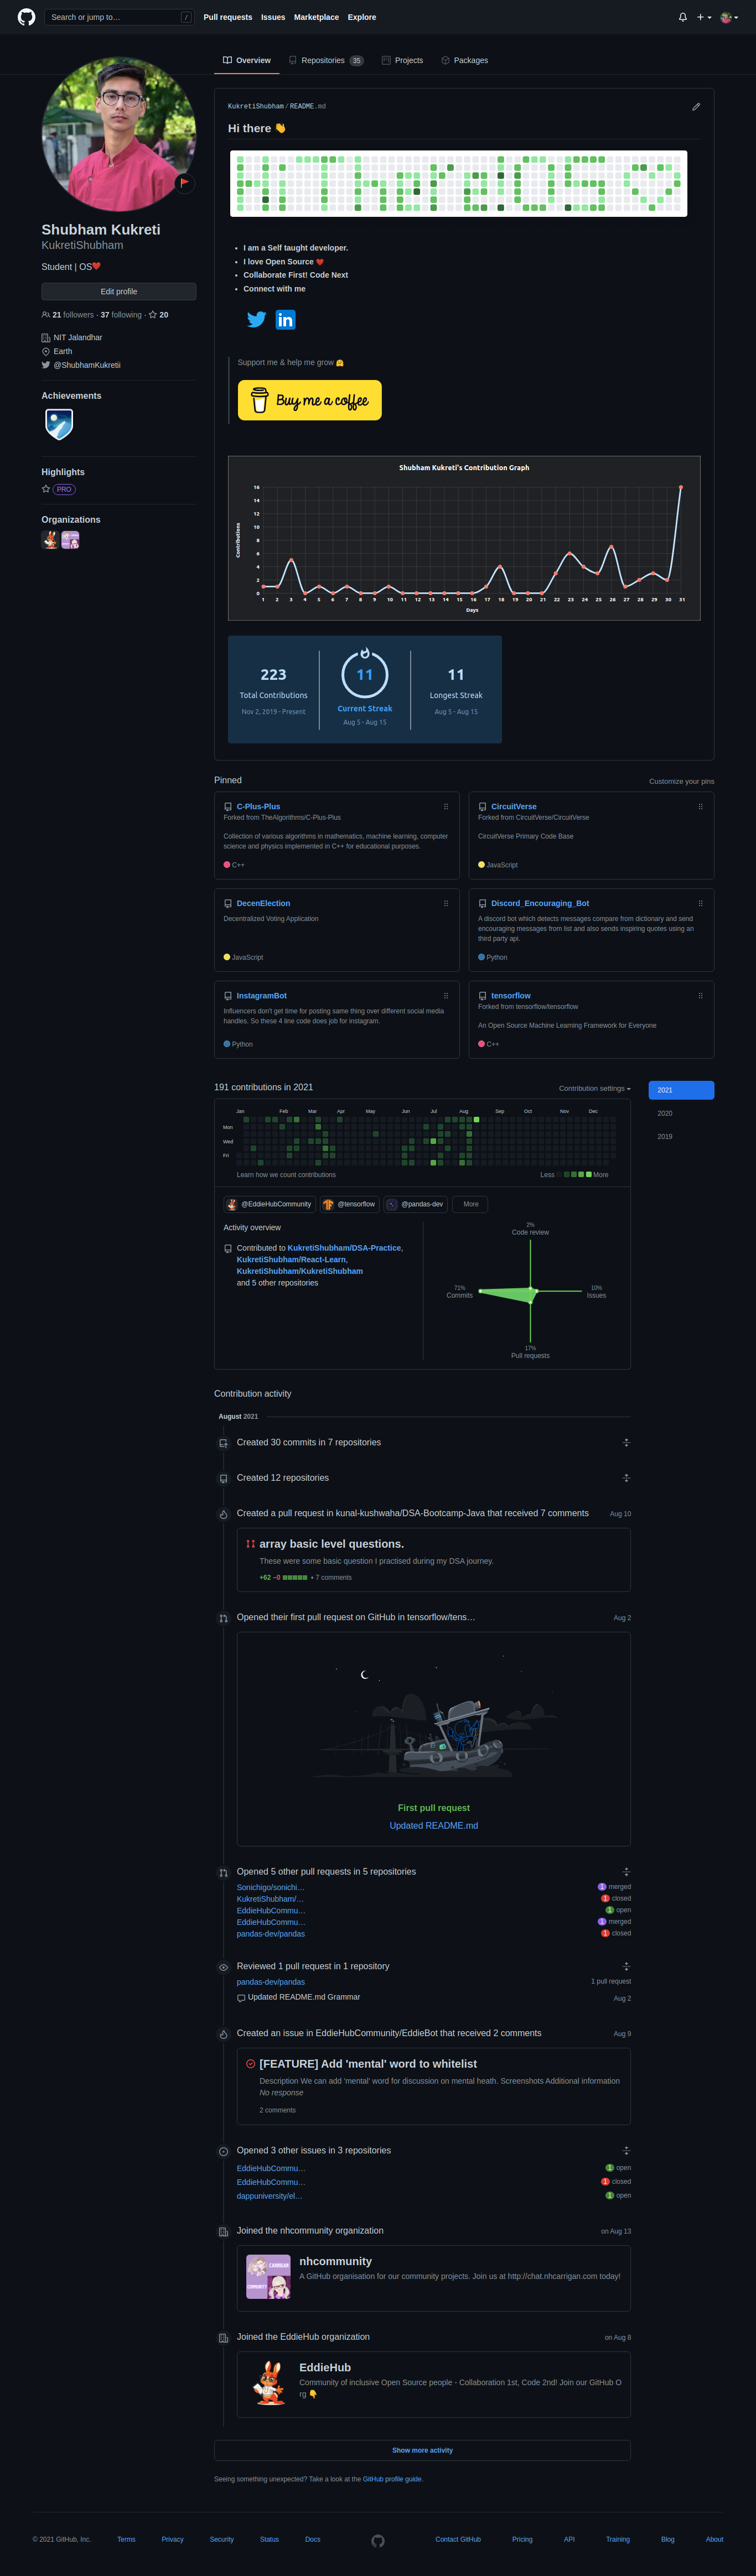 Search or jump to…
/
Pull requests
Issues
Marketplace
Explore
Overview
Repositories 35
Projects
Packages
Shubham Kukreti
KukretiShubham
Student | OS❤️
Edit profile
21 followers · 37 following · 20
NIT Jalandhar
Earth
@ShubhamKukretii
Achievements
Highlights
PRO
Organizations
KukretiShubham/README.md
Hi there 👋
I am a Self taught developer.
I love Open Source ❤️
Collaborate First! Code Next
Connect with me
in
Support me & help me grow 🤗
Buy me a coffee
Shubham Kukreti's Contribution Graph
Contributions
16
14
12
10
8
6
4
2
0
1 2 3 4 5 6 7 8 9 10 11 12 13 14 15 16 17 18 19 20 21 22 23 24 25 26 27 28 29 30 31
Days
223
Total Contributions
Nov 2, 2019 - Present
11
Current Streak
Aug 5 - Aug 15
11
Longest Streak
Aug 5 - Aug 15
Pinned
Customize your pins
C-Plus-Plus
Forked from TheAlgorithms/C-Plus-Plus
Collection of various algorithms in mathematics, machine learning, computer
science and physics implemented in C++ for educational purposes.
C++
CircuitVerse
Forked from CircuitVerse/CircuitVerse
CircuitVerse Primary Code Base
JavaScript
DecenElection
Decentralized Voting Application
JavaScript
Discord_Encouraging_Bot
A discord bot which detects messages compare from dictionary and send
encouraging messages from list and also sends inspiring quotes using an
third party api.
Python
InstagramBot
Influencers don't get time for posting same thing over different social media
handles. So these 4 line code does job for instagram.
Python
tensorflow
Forked from tensorflow/tensorflow
An Open Source Machine Learning Framework for Everyone
C++
191 contributions in 2021
Contribution settings
2021
2020
2019
Jan Feb Mar Apr May Jun Jul Aug Sep Oct Nov Dec
Mon
Wed
Fri
Learn how we count contributions
Less More
@EddieHubCommunity
@tensorflow
@pandas-dev
More
Activity overview
Contributed to KukretiShubham/DSA-Practice,
KukretiShubham/React-Learn,
KukretiShubham/KukretiShubham
and 5 other repositories
2%
Code review
71%
Commits
10%
Issues
17%
Pull requests
Contribution activity
August 2021
Created 30 commits in 7 repositories
Created 12 repositories
Created a pull request in kunal-kushwaha/DSA-Bootcamp-Java that received 7 comments
Aug 10
array basic level questions.
These were some basic question I practised during my DSA journey.
+62 −0 • 7 comments
Opened their first pull request on GitHub in tensorflow/tens…
Aug 2
First pull request
Updated README.md
Opened 5 other pull requests in 5 repositories
Sonichigo/sonichi…
1 merged
KukretiShubham/…
1 closed
EddieHubCommu…
1 open
EddieHubCommu…
1 merged
pandas-dev/pandas
1 closed
Reviewed 1 pull request in 1 repository
pandas-dev/pandas
1 pull request
Updated README.md Grammar
Aug 2
Created an issue in EddieHubCommunity/EddieBot that received 2 comments
Aug 9
[FEATURE] Add 'mental' word to whitelist
Description We can add 'mental' word for discussion on mental heath. Screenshots Additional information
No response
2 comments
Opened 3 other issues in 3 repositories
EddieHubCommu…
1 open
EddieHubCommu…
1 closed
dappuniversity/el…
1 open
Joined the nhcommunity organization
on Aug 13
nhcommunity
A GitHub organisation for our community projects. Join us at http://chat.nhcarrigan.com today!
Joined the EddieHub organization
on Aug 8
EddieHub
Community of inclusive Open Source people - Collaboration 1st, Code 2nd! Join our GitHub O
rg 👇
Show more activity
Seeing something unexpected? Take a look at the GitHub profile guide.
© 2021 GitHub, Inc.
Terms
Privacy
Security
Status
Docs
Contact GitHub
Pricing
API
Training
Blog
About